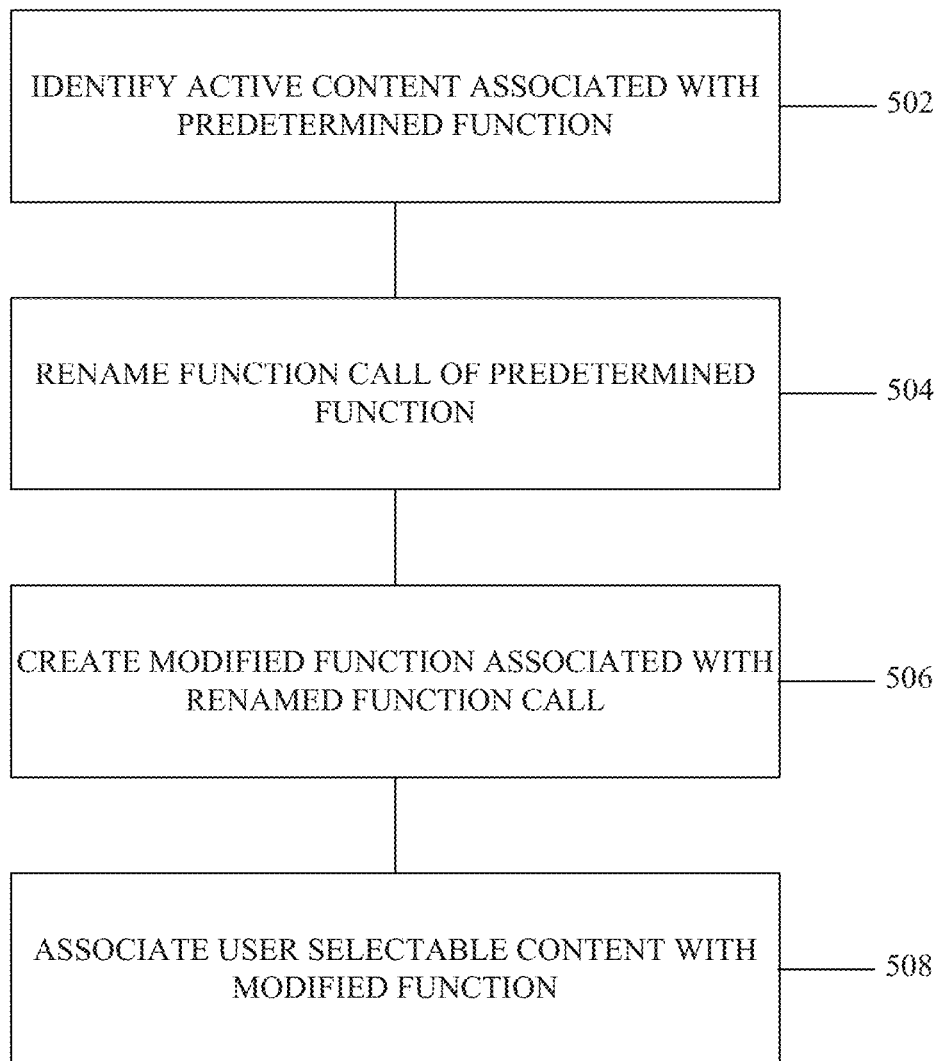 IDENTIFY ACTIVE CONTENT ASSOCIATED WITH
PREDETERMINED FUNCTION
502
RENAME FUNCTION CALL OF PREDETERMINED
FUNCTION
504
CREATE MODIFIED FUNCTION ASSOCIATED WITH
RENAMED FUNCTION CALL
506
ASSOCIATE USER SELECTABLE CONTENT WITH
MODIFIED FUNCTION
508